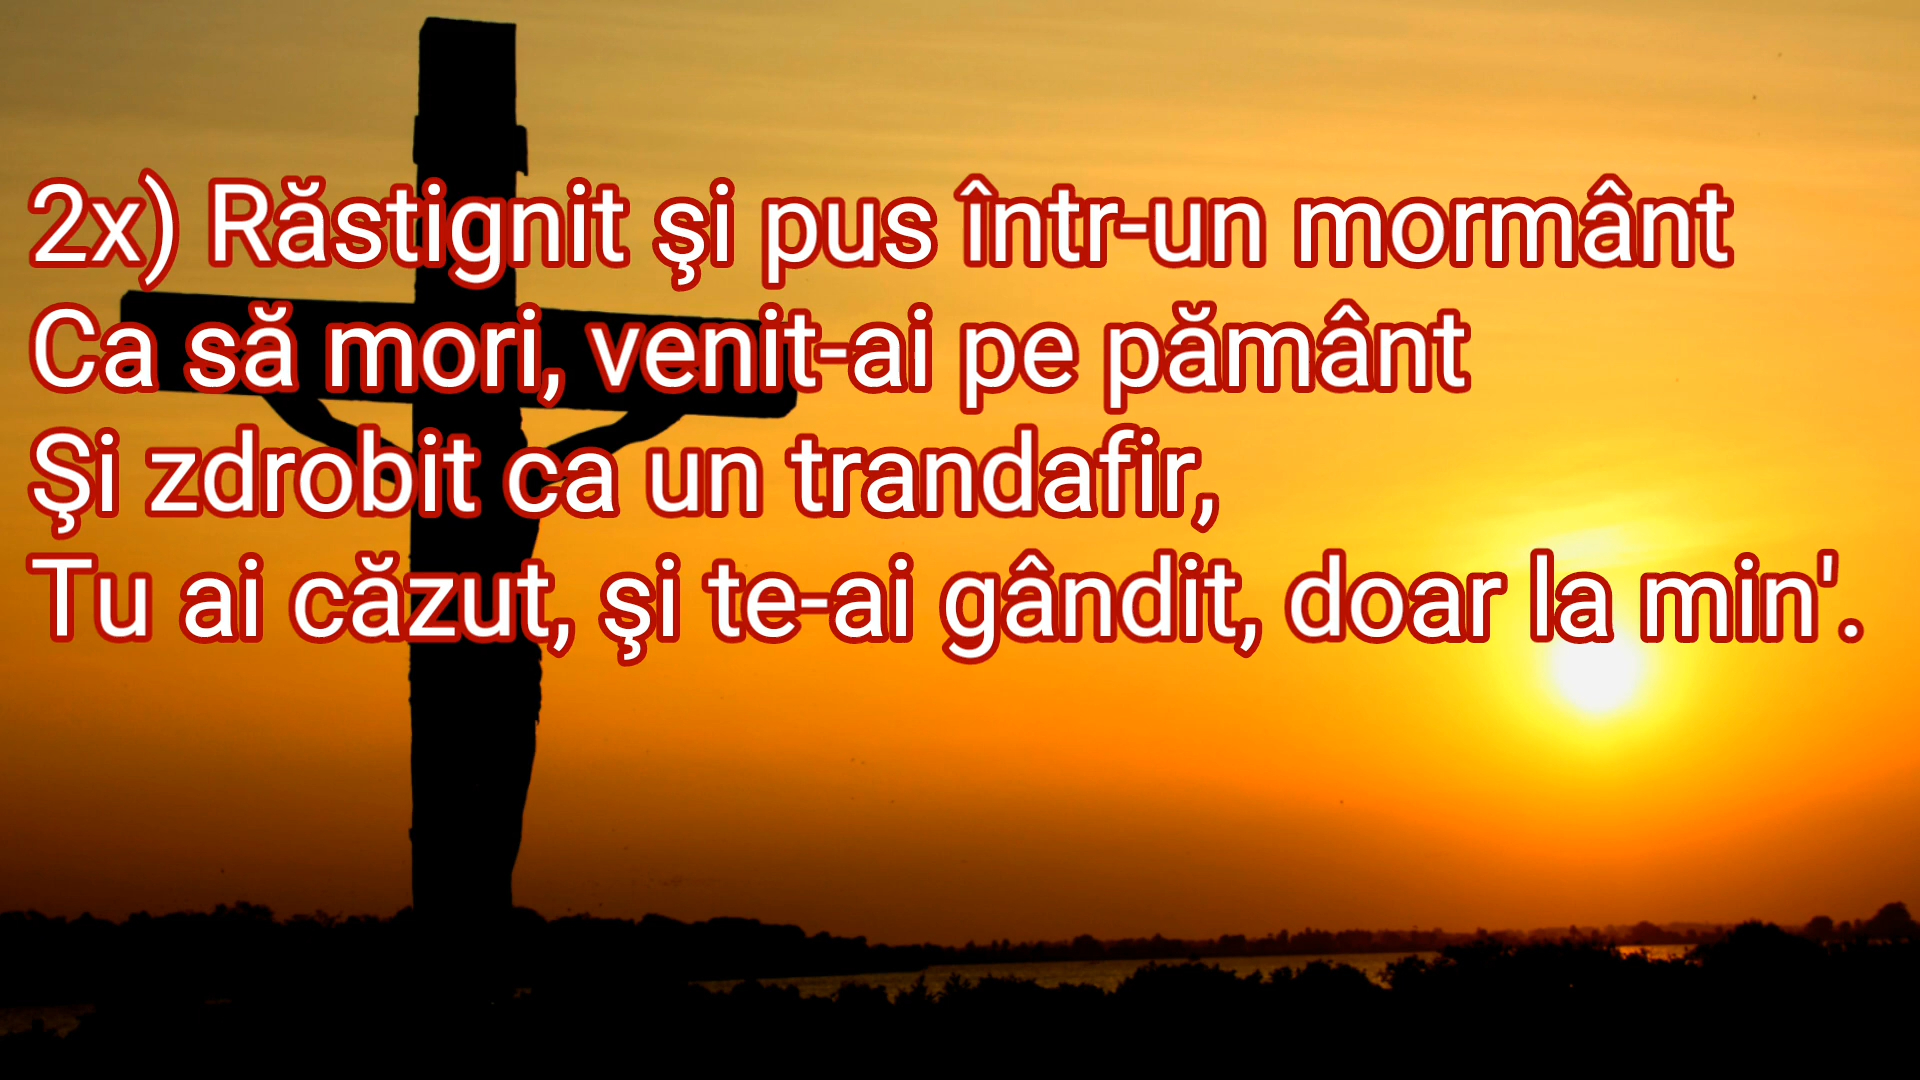 2x) Răstignit şi pus într-un mormânt
Ca să mori, venit-ai pe pământ
Şi zdrobit ca un trandafir,
Tu ai căzut, şi te-ai gândit, doar la min'.